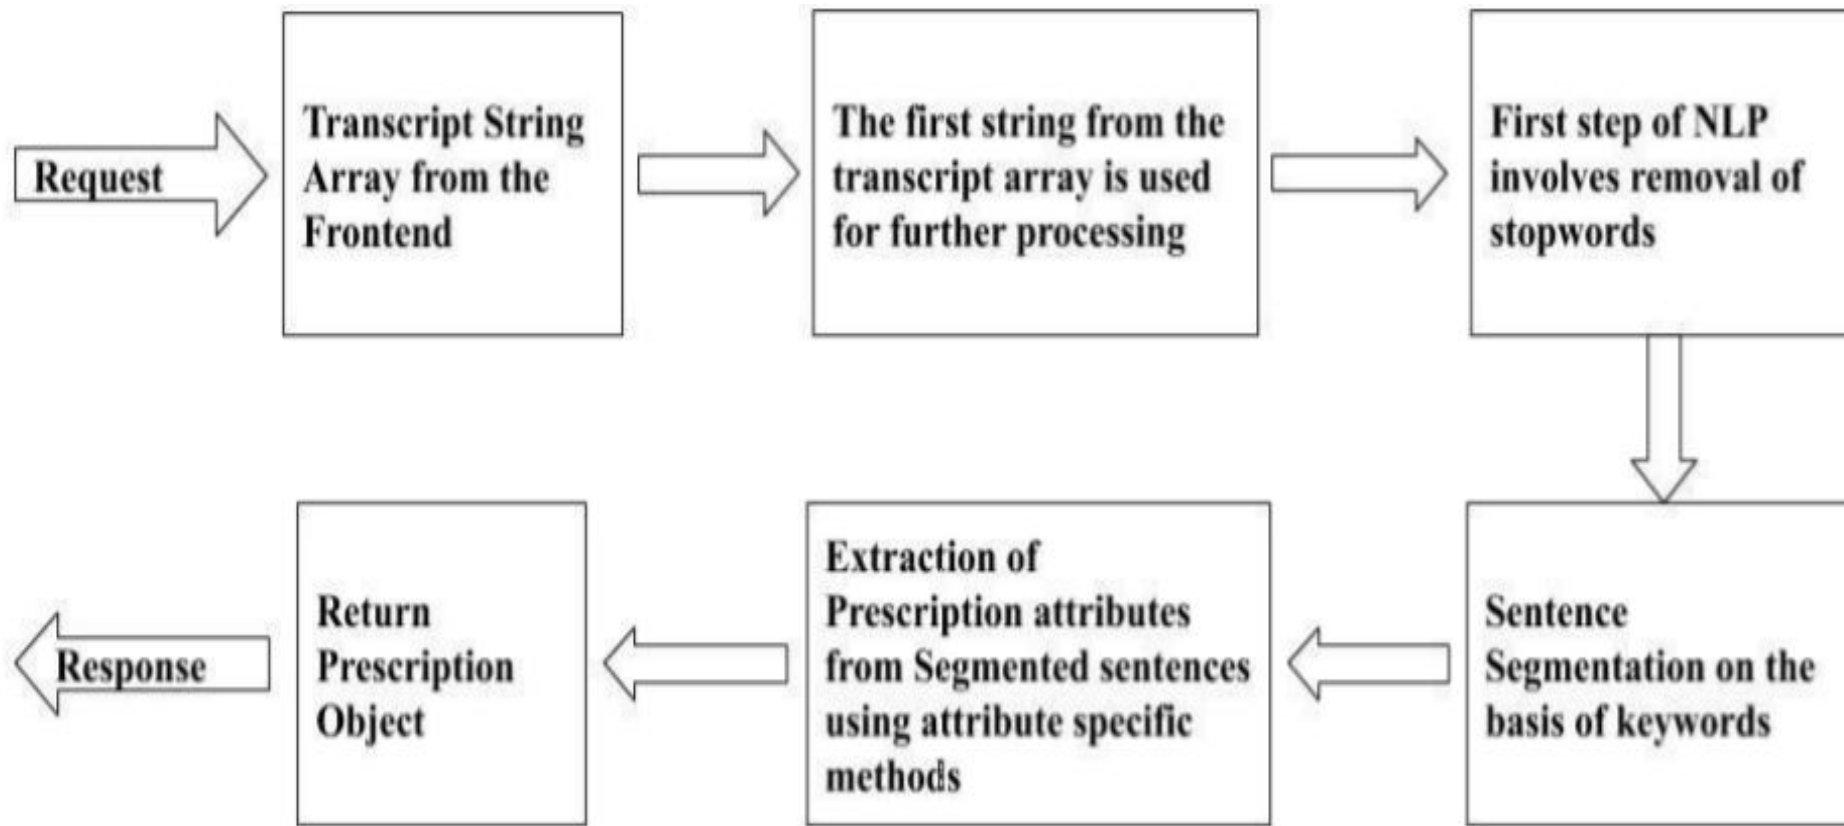 Request
Transcript String
Array from the
Frontend
The first string from the
transcript array is used
for further processing
First step of NLP
involves removal of
stopwords
Sentence
Segmentation on the
basis of keywords
Extraction of
Prescription attributes
from Segmented sentences
using attribute specific
methods
Return
Prescription
Object
Response